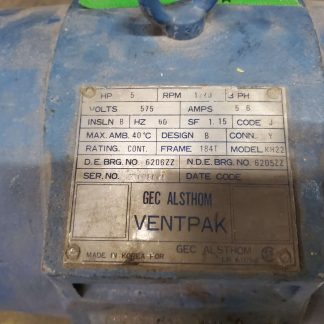 HP 5 RPM PH
VOLTS 575 AMPS 5.6
INSLN B HZ 60 SF 1.15 CODE J
MAX. AMB. 40°C DESIGN B CONN. Y
RATING. CONT. FRAME 184T MODEL KH22
D.E. BRG. NO 6206ZZ N.D.E. BRG. NO 6205ZZ
SER. NO. DATE CODE
GEC ALSTHOM
VENTPAK
MADE IN KOREA FOR GEC ALSTHOM